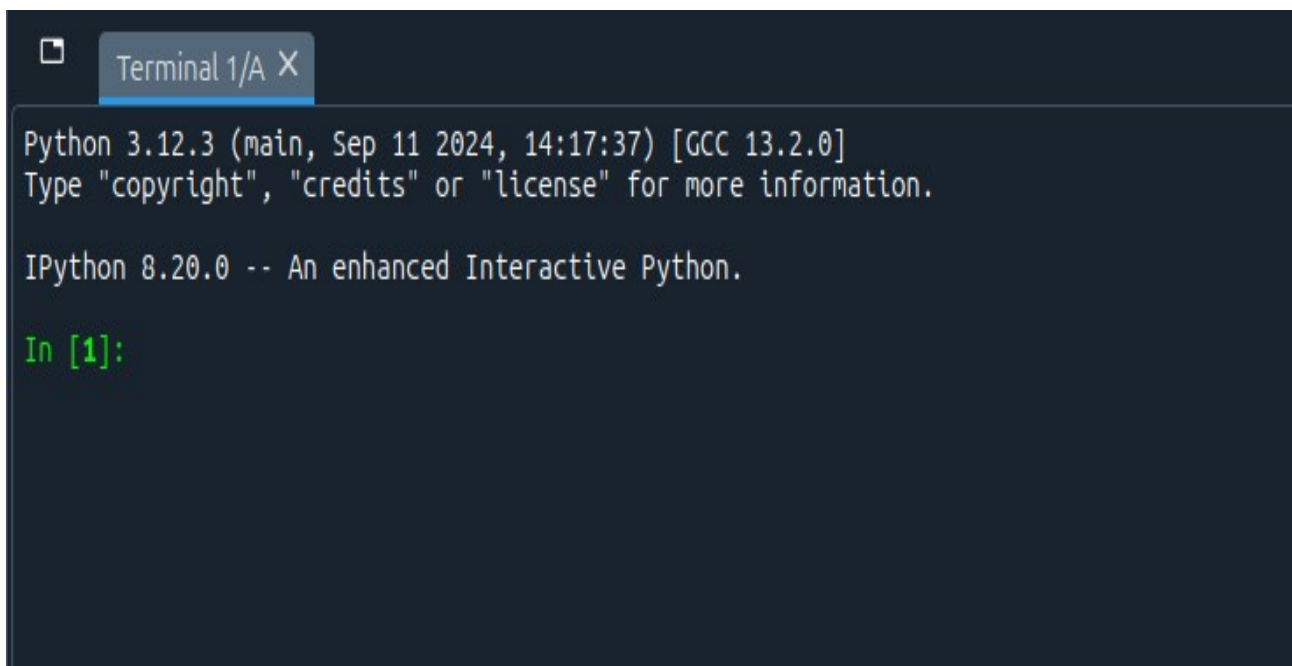 Terminal 1/A
Python 3.12.3 (main, Sep 11 2024, 14:17:37) [GCC 13.2.0]
Type "copyright", "credits" or "license" for more information.
IPython 8.20.0 -- An enhanced Interactive Python.
In [1]: